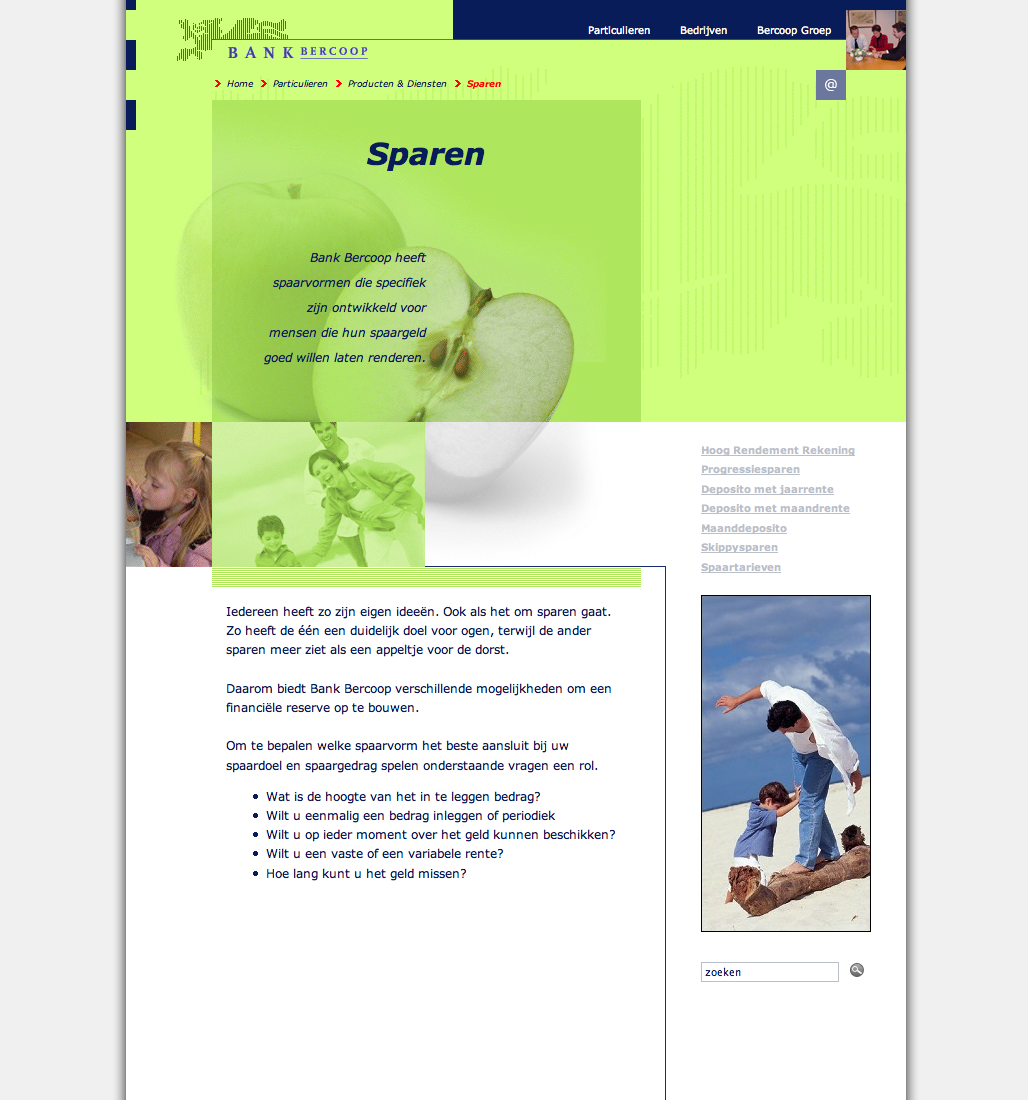 Particulieren Bedrijven Bercoop Groep
BANK BERCOOP
Home Particulieren Producten & Diensten Sparen
@
Sparen
Bank Bercoop heeft
spaarvormen die specifiek
zijn ontwikkeld voor
mensen die hun spaargeld
goed willen laten renderen.
Hoog Rendement Rekening
Progressiesparen
Deposito met jaarrente
Deposito met maandrente
Maanddeposito
Skippysparen
Spaartarieven
Iedereen heeft zo zijn eigen ideeën. Ook als het om sparen gaat.
Zo heeft de één een duidelijk doel voor ogen, terwijl de ander
sparen meer ziet als een appeltje voor de dorst.
Daarom biedt Bank Bercoop verschillende mogelijkheden om een
financiële reserve op te bouwen.
Om te bepalen welke spaarvorm het beste aansluit bij uw
spaardoel en spaargedrag spelen onderstaande vragen een rol.
Wat is de hoogte van het in te leggen bedrag?
Wilt u eenmalig een bedrag inleggen of periodiek
Wilt u op ieder moment over het geld kunnen beschikken?
Wilt u een vaste of een variabele rente?
Hoe lang kunt u het geld missen?
zoeken